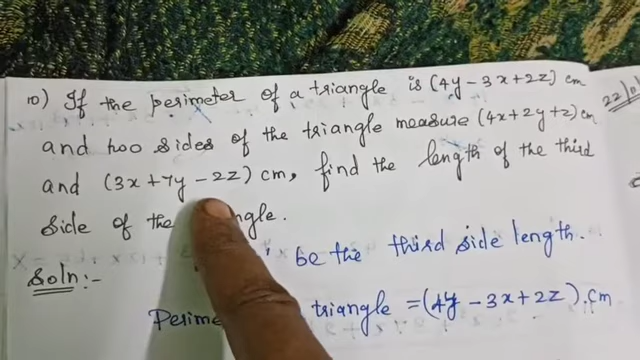 10) If the perimeter of a triangle is (4y-3x+2z) cm
and two sides of the triangle measure (4x+2y+z) cm
and (3x+7y-2z) cm, find the length of the third
side of the ngle.
be the third side length.
Soln:-
Perime triangle = (4y-3x+2z).cm
22/